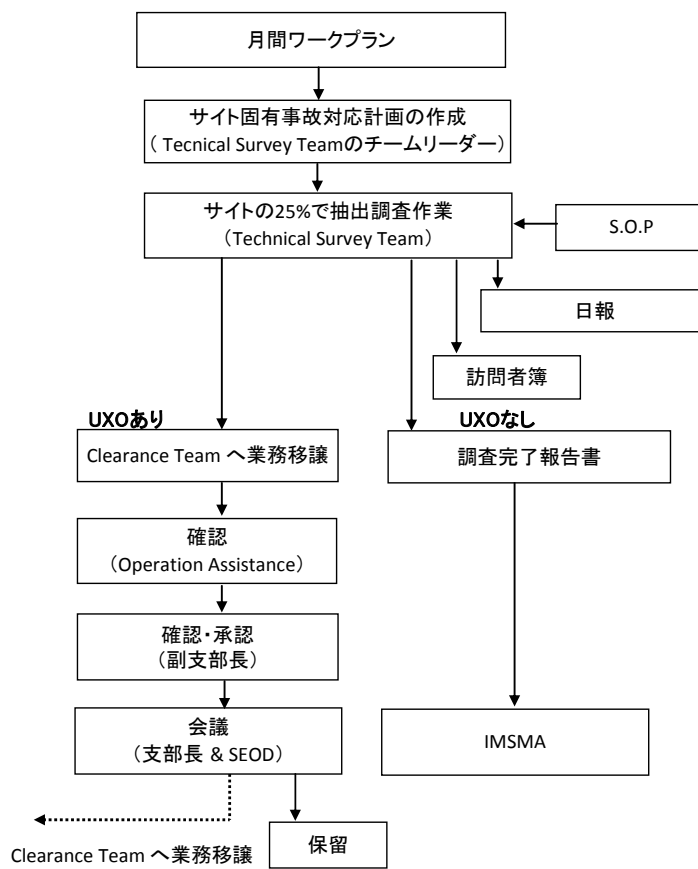 月間ワークプラン
サイト固有事故対応計画の作成
（ Tecnical Survey Teamのチームリーダー）
サイトの25%で抽出調査作業
（Technical Survey Team）
S.O.P
日報
訪問者簿
UXOあり
Clearance Team へ業務移譲
UXOなし
調査完了報告書
確認
（Operation Assistance）
確認・承認
（副支部長）
会議
（支部長 & SEOD）
IMSMA
Clearance Team へ業務移譲
保留